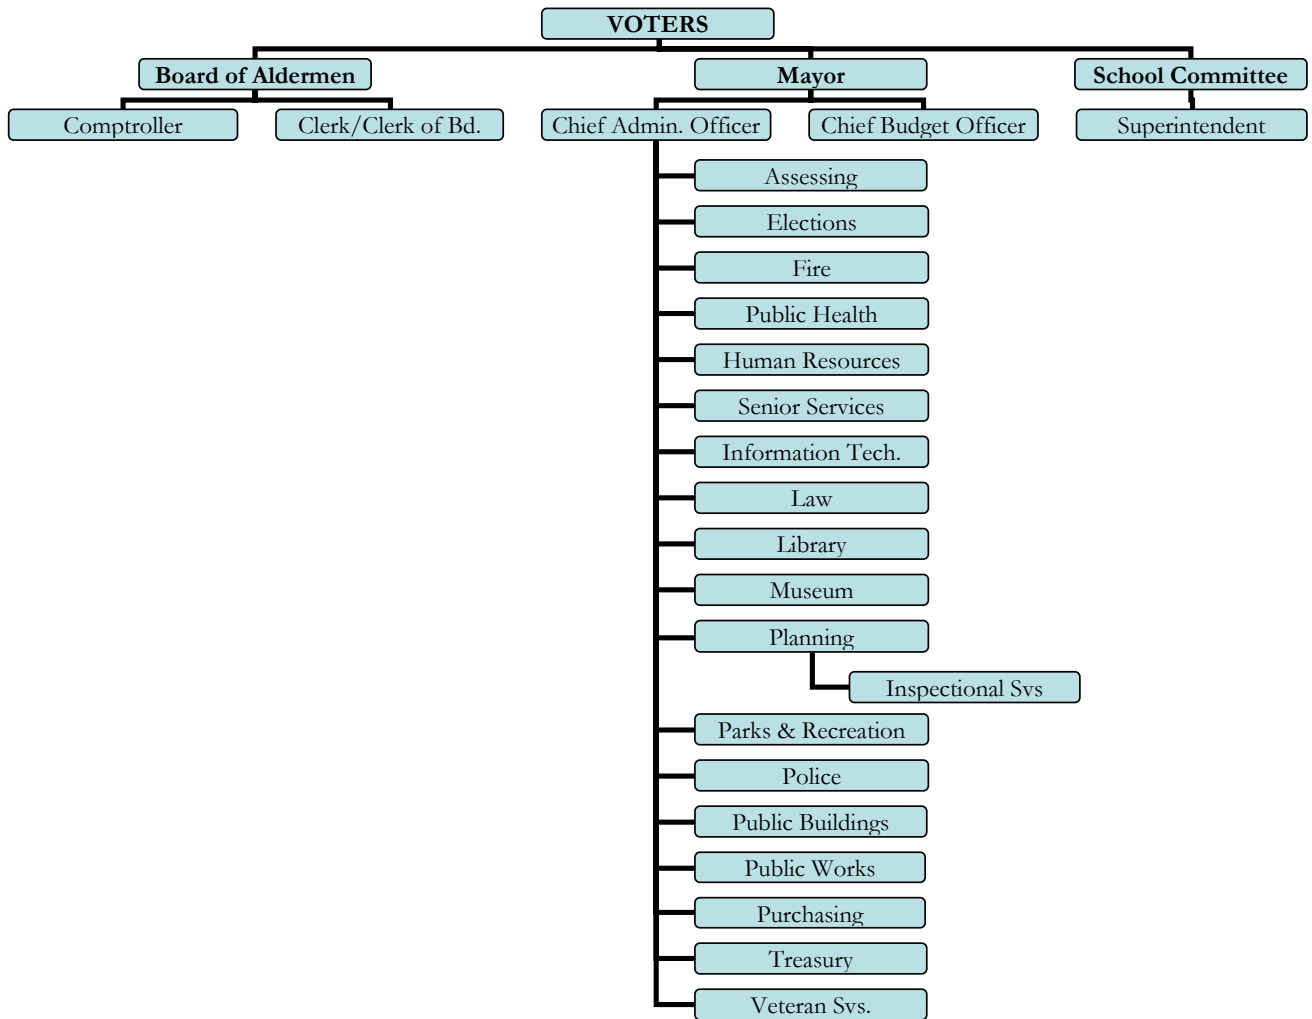 VOTERS
Board of Aldermen
Mayor
School Committee
Comptroller
Clerk/Clerk of Bd.
Chief Admin. Officer
Chief Budget Officer
Superintendent
Assessing
Elections
Fire
Public Health
Human Resources
Senior Services
Information Tech.
Law
Library
Museum
Planning
Inspectional Svs
Parks & Recreation
Police
Public Buildings
Public Works
Purchasing
Treasury
Veteran Svs.